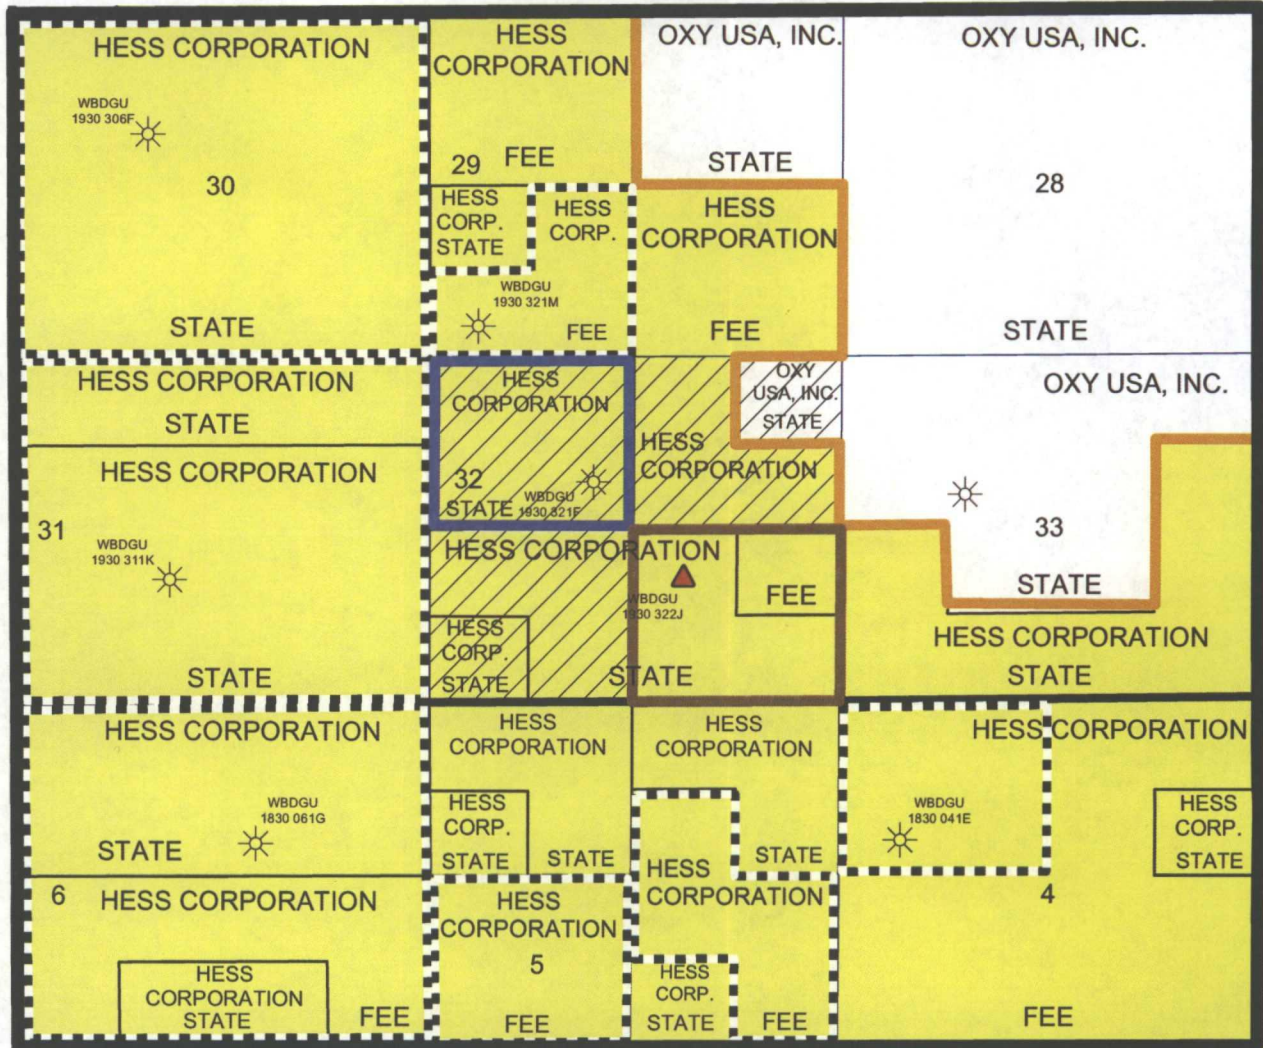 HESS CORPORATION
WBDGU
1930 306F
30
STATE
HESS
CORPORATION
29 FEE
HESS
CORP.
STATE
HESS
CORP.
WBDGU
1930 321M
FEE
OXY USA, INC.
STATE
HESS
CORPORATION
FEE
OXY USA, INC.
28
STATE
HESS CORPORATION
STATE
HESS CORPORATION
31
WBDGU
1930 311K
STATE
HESS
CORPORATION
32
STATE
WBDGU
1930 321F
OXY
USA, INC.
STATE
HESS
CORPORATION
OXY USA, INC.
33
STATE
HESS CORPORATION
STATE
HESS CORPORATION
WBDGU
1930 322J
FEE
HESS
CORP.
STATE
STATE
HESS CORPORATION
WBDGU
1830 061G
STATE
6
HESS CORPORATION
HESS
CORPORATION
STATE
FEE
HESS
CORPORATION
HESS
CORP.
STATE
STATE
HESS
CORPORATION
5
FEE
HESS
CORPORATION
STATE
HESS
CORPORATION
HESS
CORP.
STATE
FEE
HESS CORPORATION
WBDGU
1830 041E
HESS
CORP.
STATE
4
FEE